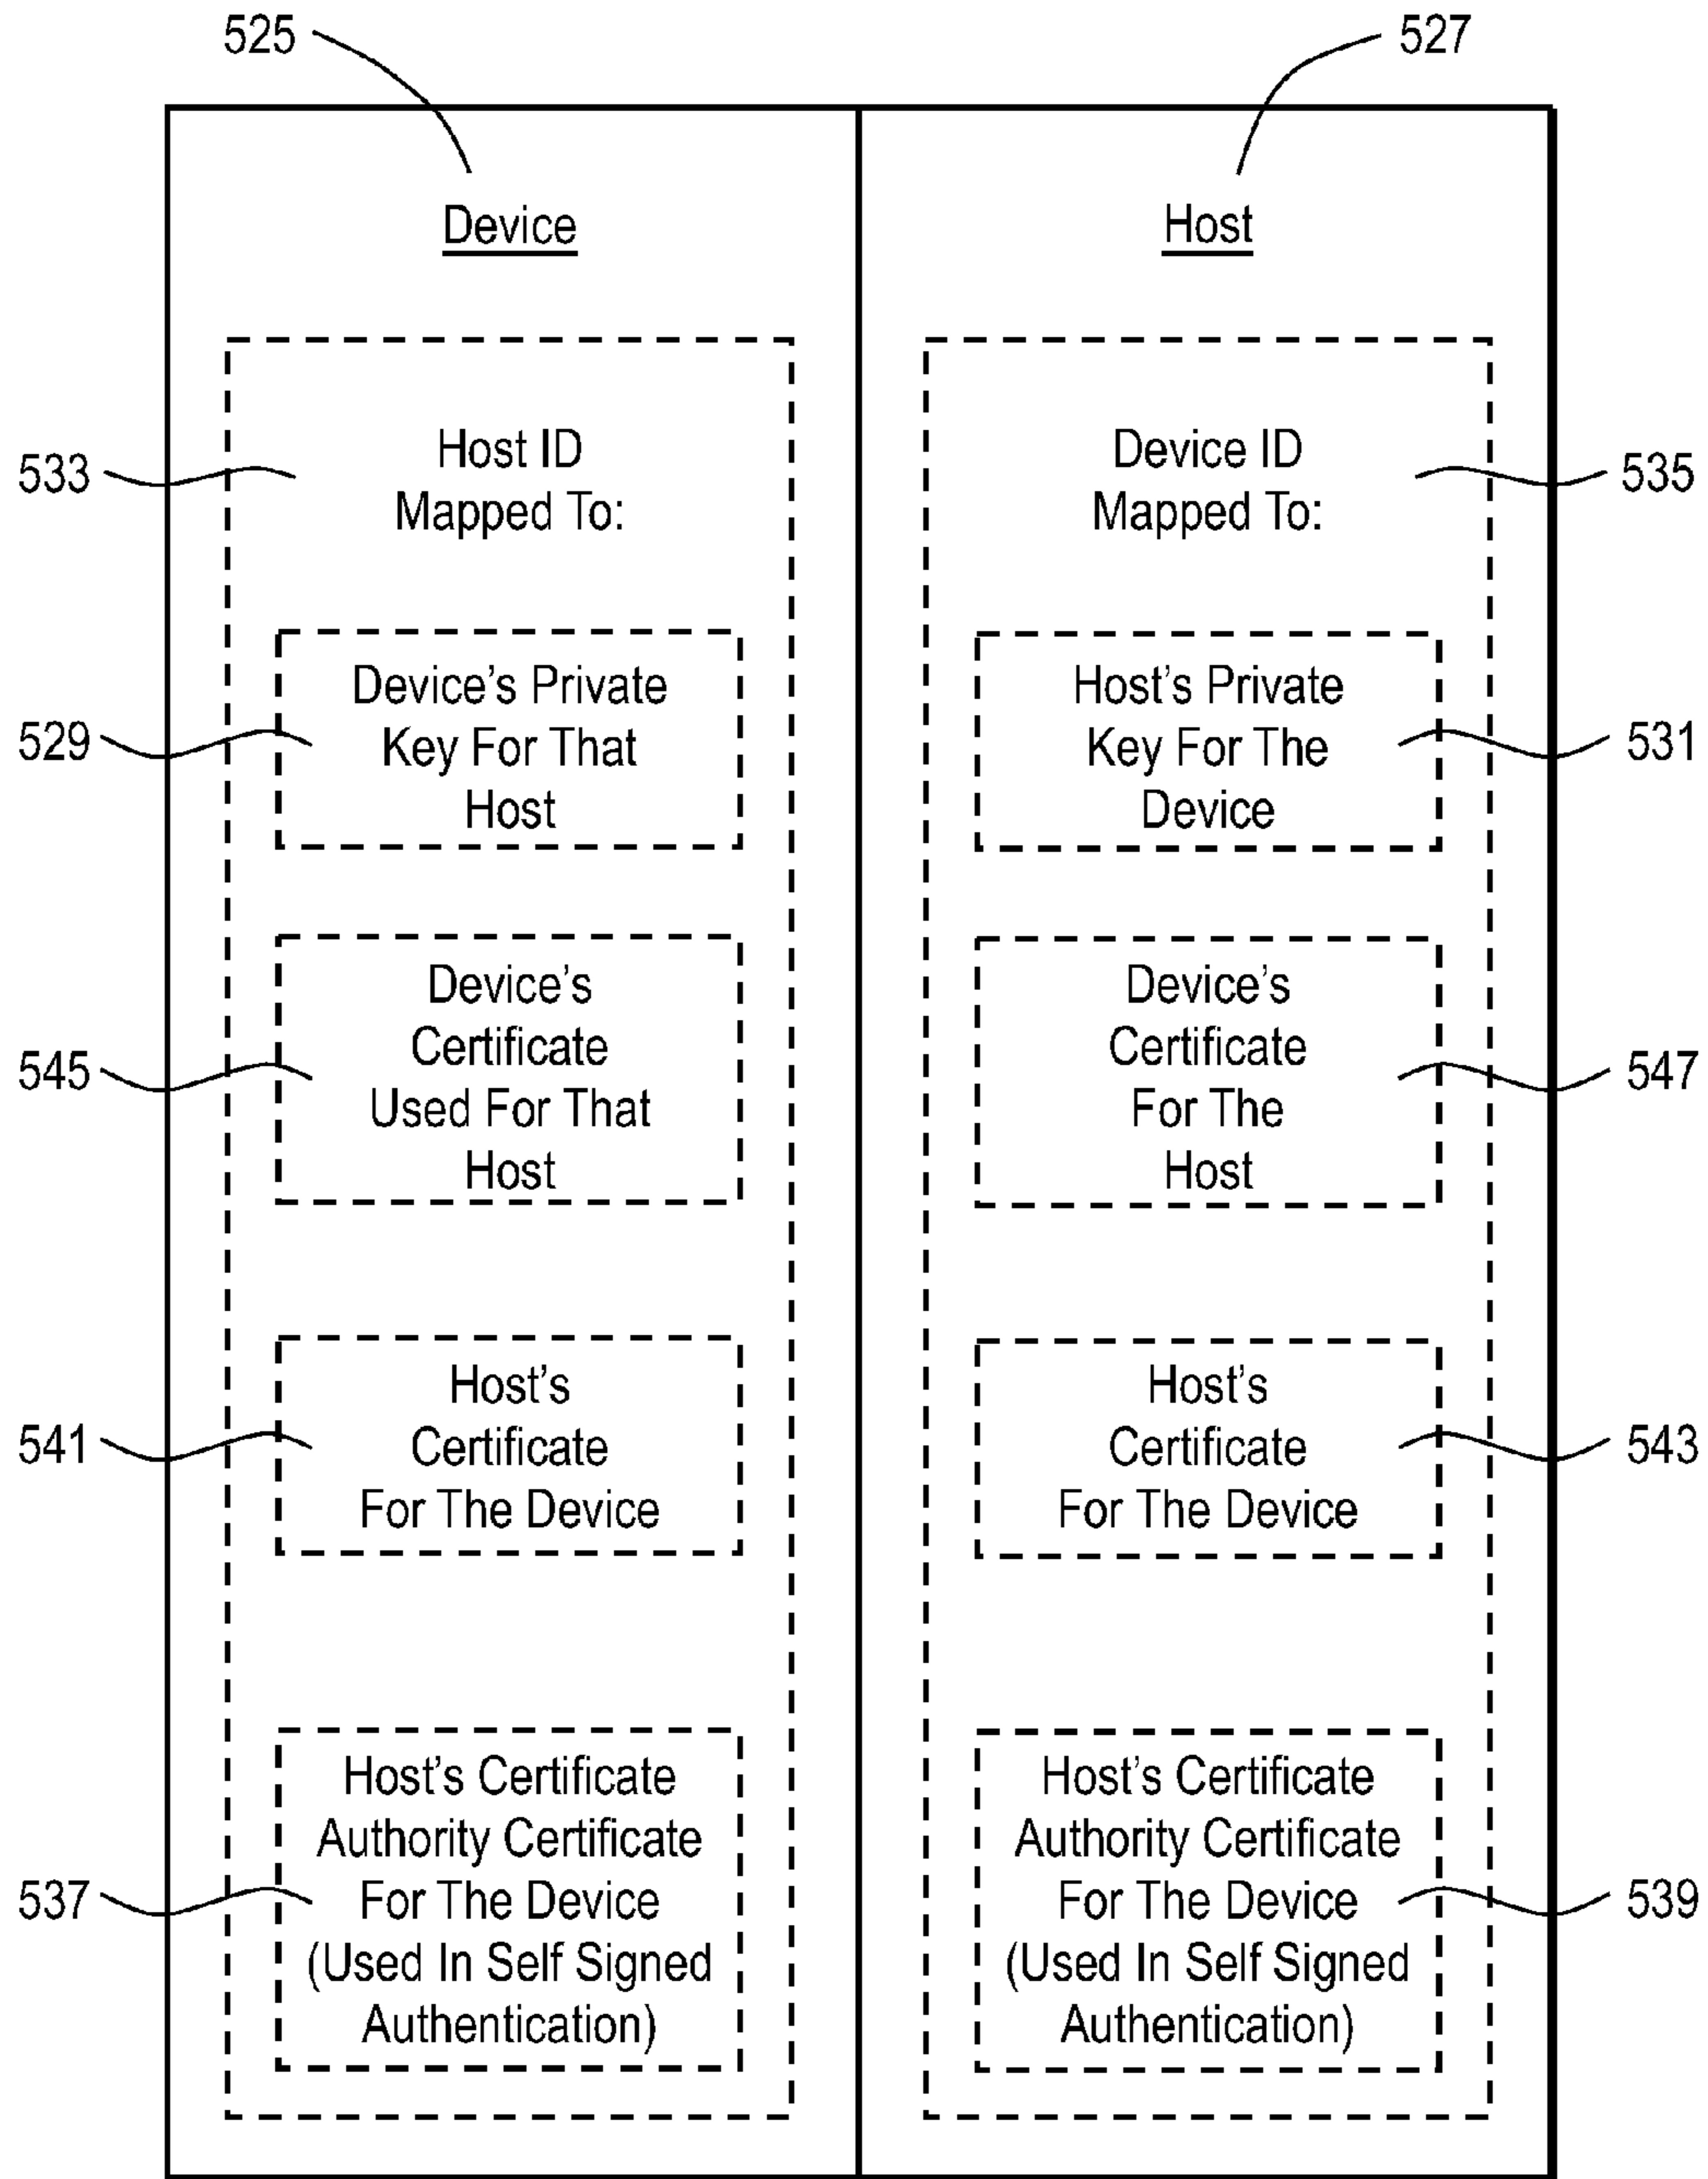 525
527
Device
Host
533
Host ID
Mapped To:
Device ID
Mapped To:
535
529
Device's Private
Key For That
Host
Host's Private
Key For The
Device
531
545
Device's
Certificate
Used For That
Host
Device's
Certificate
For The
Host
547
541
Host's
Certificate
For The Device
Host's
Certificate
For The Device
543
537
Host's Certificate
Authority Certificate
For The Device
(Used In Self Signed
Authentication)
Host's Certificate
Authority Certificate
For The Device
(Used In Self Signed
Authentication)
539